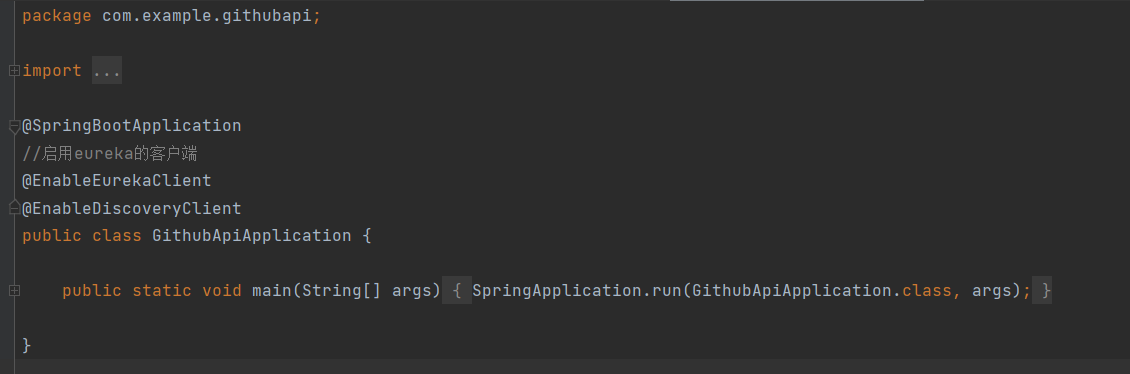 package com.example.githubapi;
import ...
@SpringBootApplication
//启用eureka的客户端
@EnableEurekaClient
@EnableDiscoveryClient
public class GithubApiApplication {
public static void main(String[] args) { SpringApplication.run(GithubApiApplication.class, args); }
}